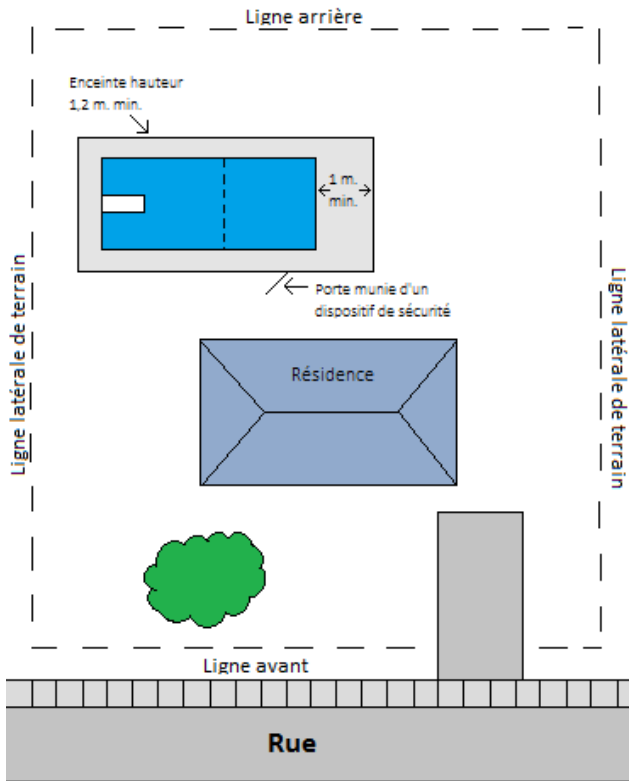 Ligne arrière
Enceinte hauteur
1,2 m. min.
1 m.
min.
Porte munie d'un
dispositif de sécurité
Ligne latérale de terrain
Ligne latérale de terrain
Résidence
Ligne avant
Rue